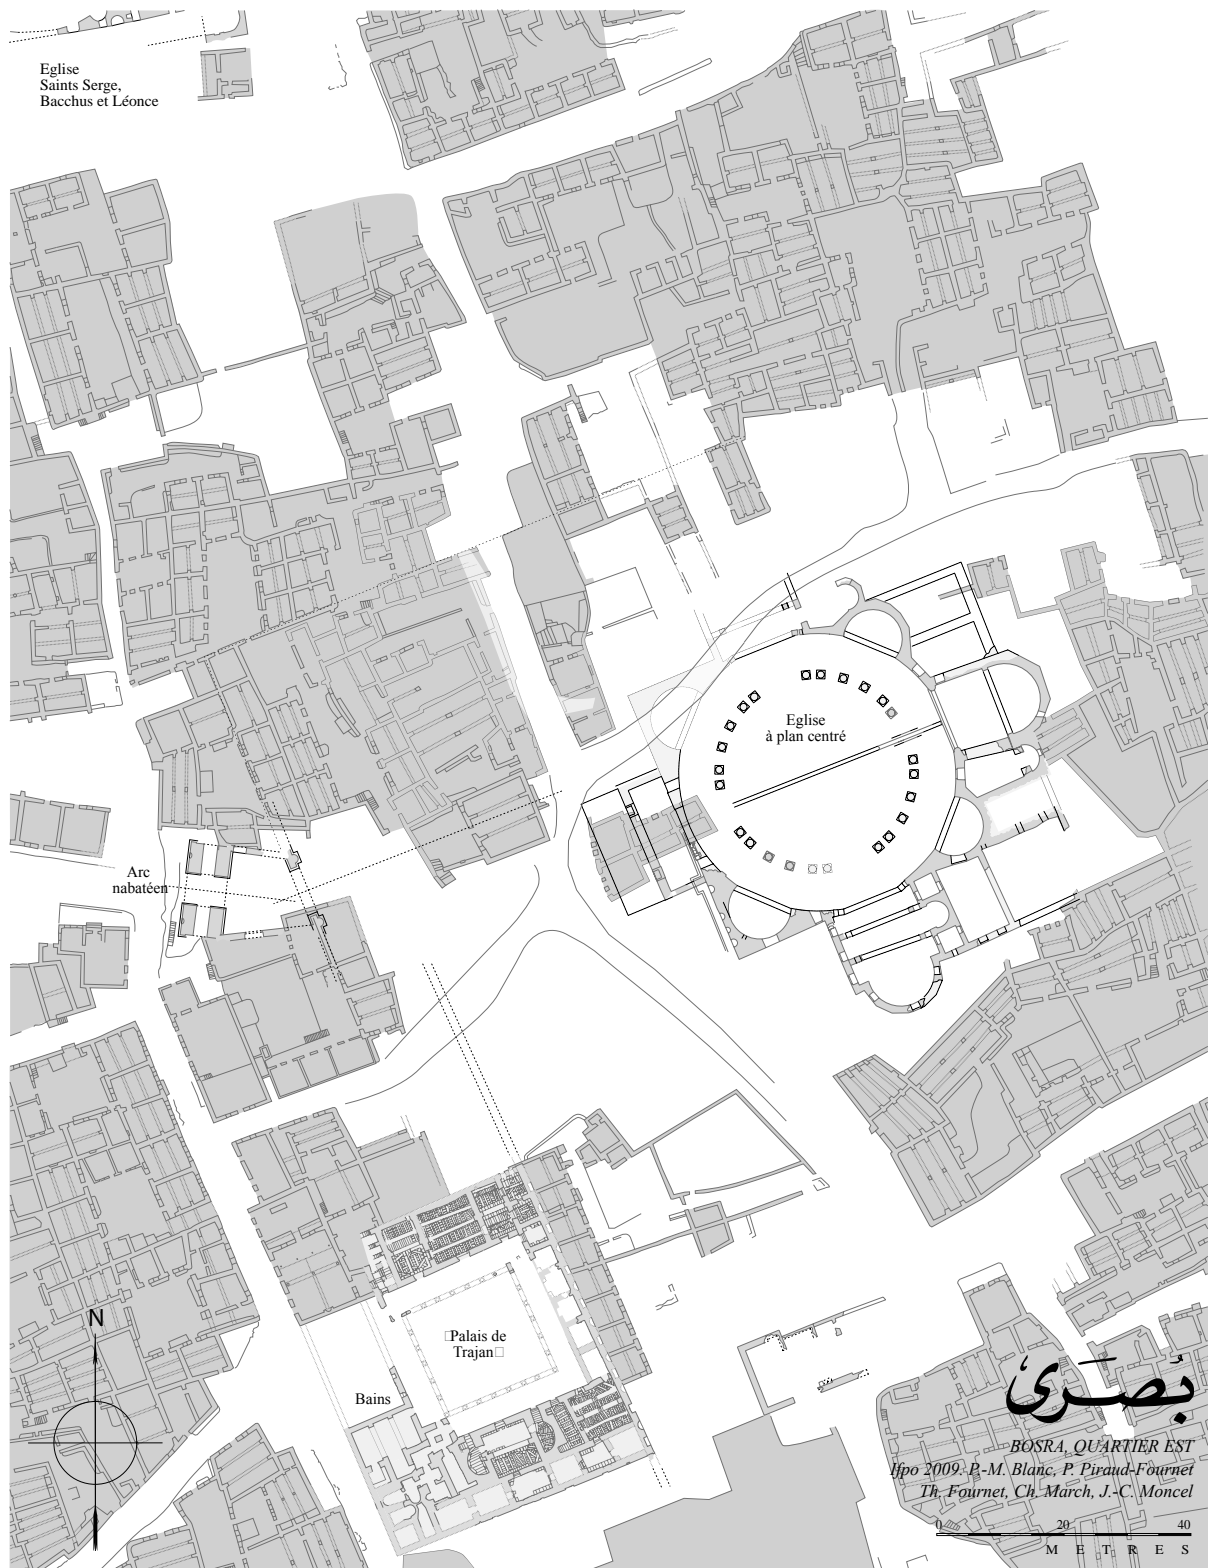 Eglise
Saints Serge,
Bacchus et Léonce
Eglise
à plan centré
Arc
nabatéen
Palais de
Trajan
Bains
N
بُصرَى
BOSRA, QUARTIER EST
Ifpo 2009. P.-M. Blanc, P. Piraud-Fournet
Th. Fournet, Ch. March, J.-C. Moncel
0 20 40
M E T R E S